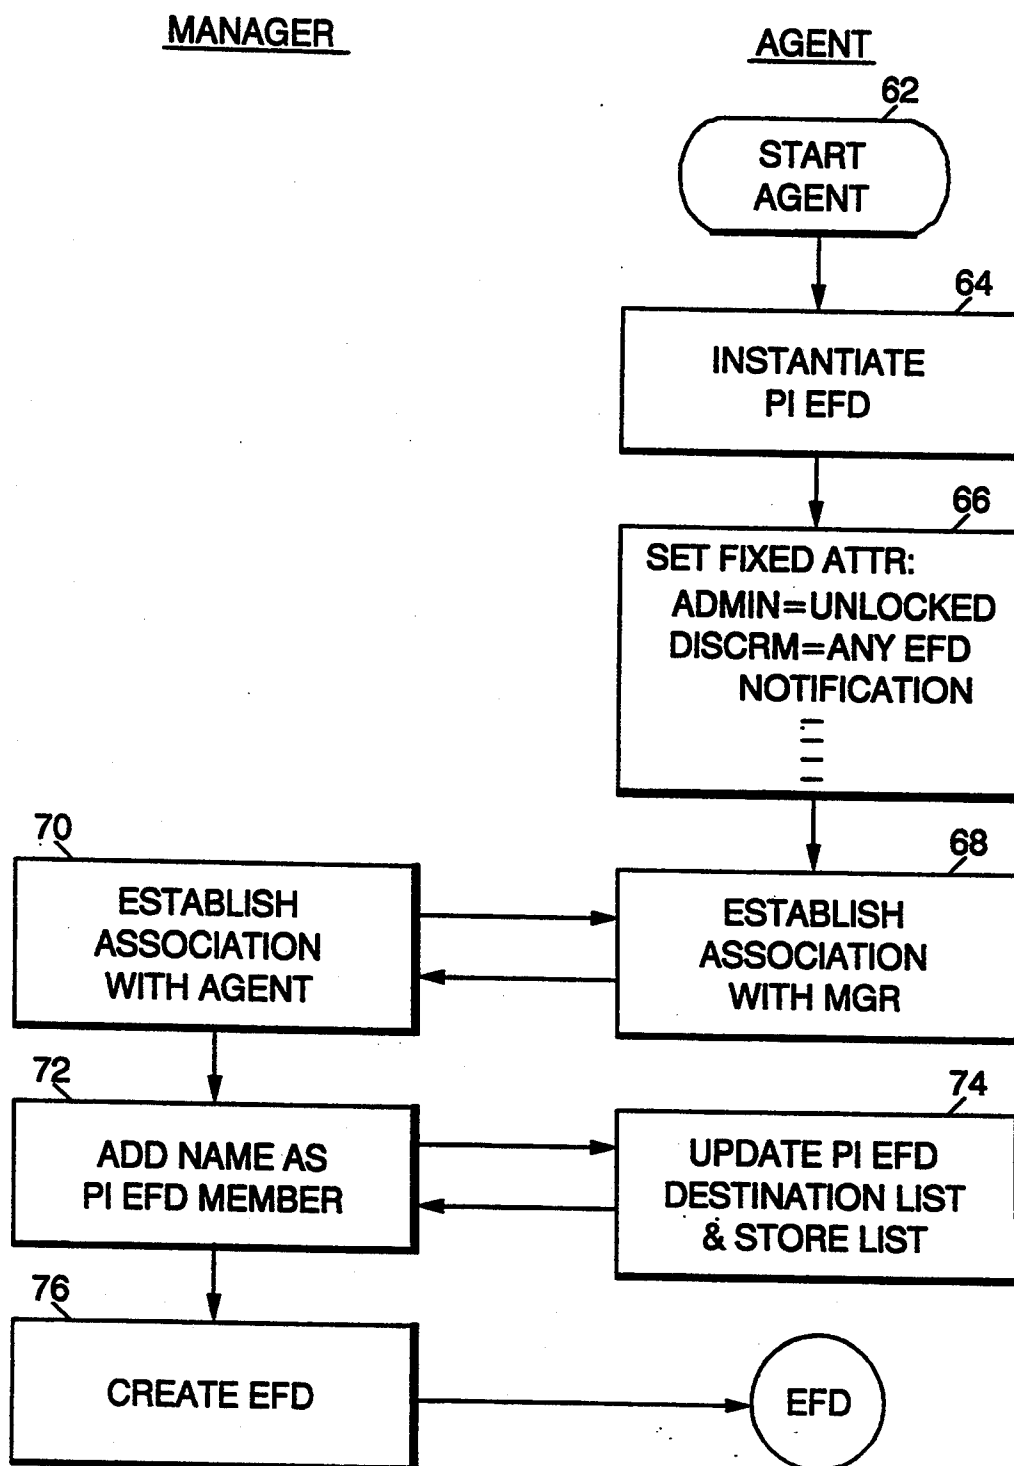 MANAGER
AGENT
62
START
AGENT
64
INSTANTIATE
PI EFD
66
SET FIXED ATTR:
ADMIN=UNLOCKED
DISCRM=ANY EFD
NOTIFICATION
70
ESTABLISH
ASSOCIATION
WITH AGENT
68
ESTABLISH
ASSOCIATION
WITH MGR
72
ADD NAME AS
PI EFD MEMBER
74
UPDATE PI EFD
DESTINATION LIST
& STORE LIST
76
CREATE EFD
EFD